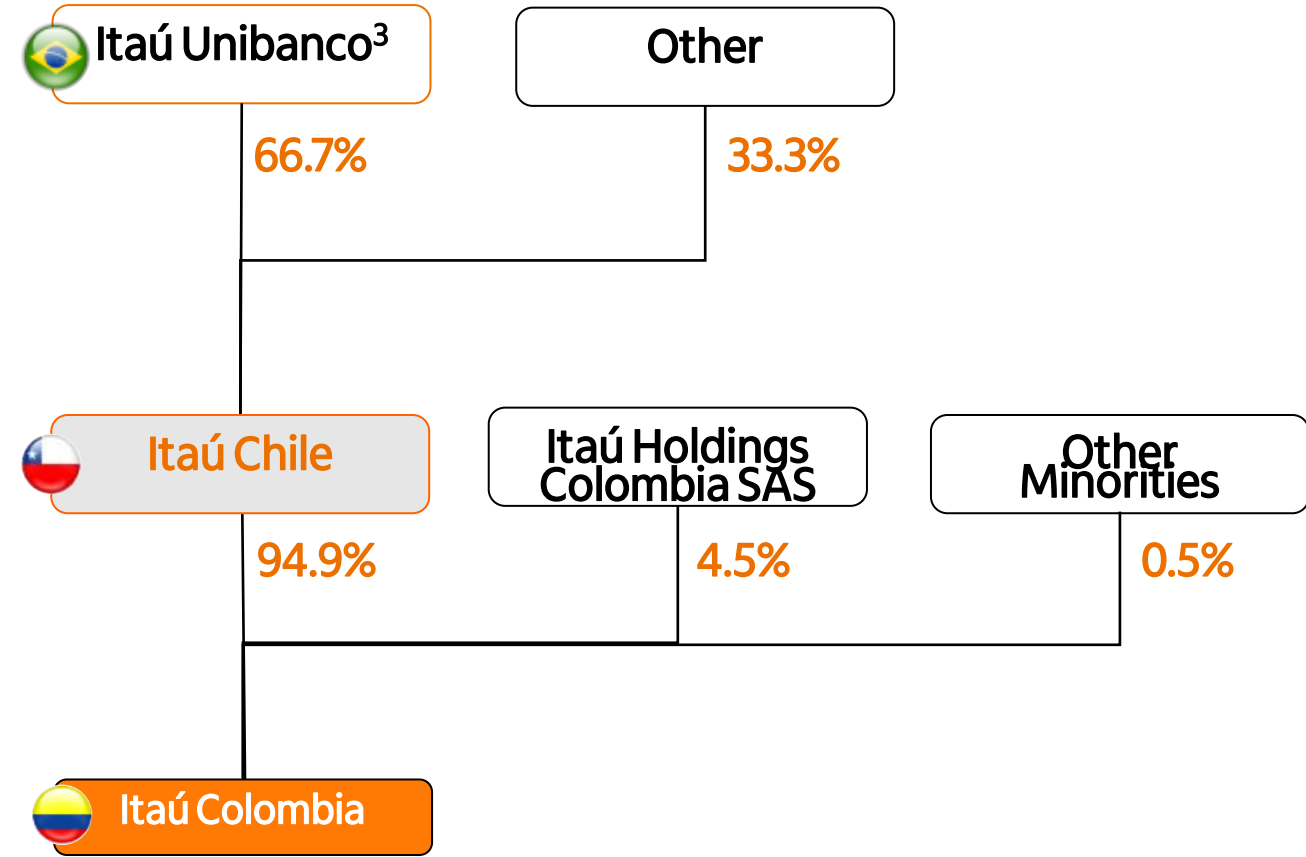 Itaú Unibanco³
Other
66.7%
33.3%
Itaú Chile
Itaú Holdings
Colombia SAS
Other
Minorities
94.9%
4.5%
0.5%
Itaú Colombia